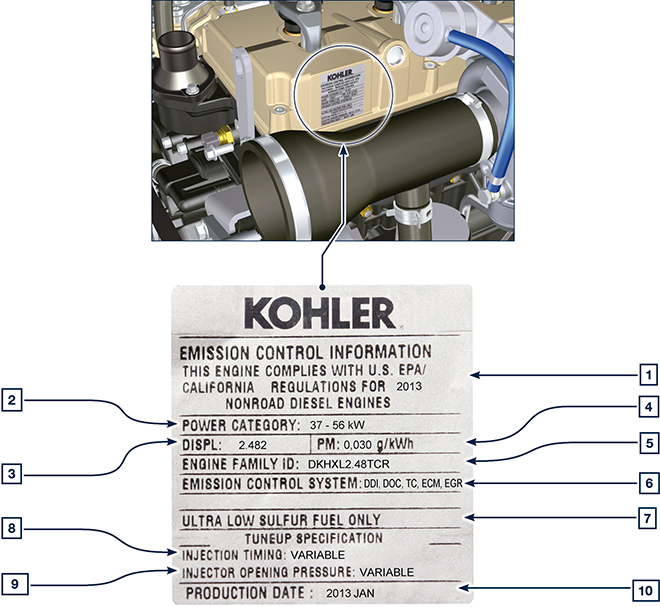 KOHLER
KOHLER
EMISSION CONTROL INFORMATION
THIS ENGINE COMPLIES WITH U.S. EPA/
CALIFORNIA REGULATIONS FOR 2013
NONROAD DIESEL ENGINES
POWER CATEGORY: 37 - 56 kW
DISPL: 2.482 PM: 0,030 g/kWh
ENGINE FAMILY ID: DKHXL2.48TCR
EMISSION CONTROL SYSTEM: DDI, DOC, TC, ECM, EGR
ULTRA LOW SULFUR FUEL ONLY
TUNEUP SPECIFICATION
INJECTION TIMING: VARIABLE
INJECTOR OPENING PRESSURE: VARIABLE
PRODUCTION DATE: 2013 JAN
1
2
3
4
5
6
7
8
9
10